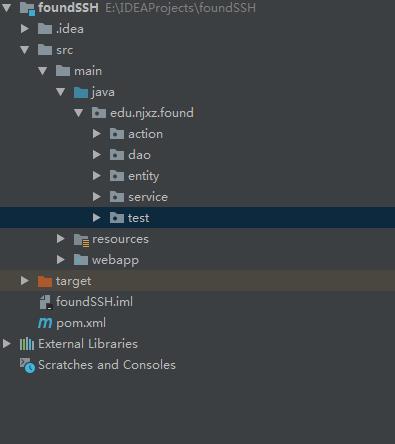 foundSSH E:\IDEAProjects\foundSSH
.idea
src
main
java
edu.njxz.found
action
dao
entity
service
test
resources
webapp
target
foundSSH.iml
pom.xml
External Libraries
Scratches and Consoles